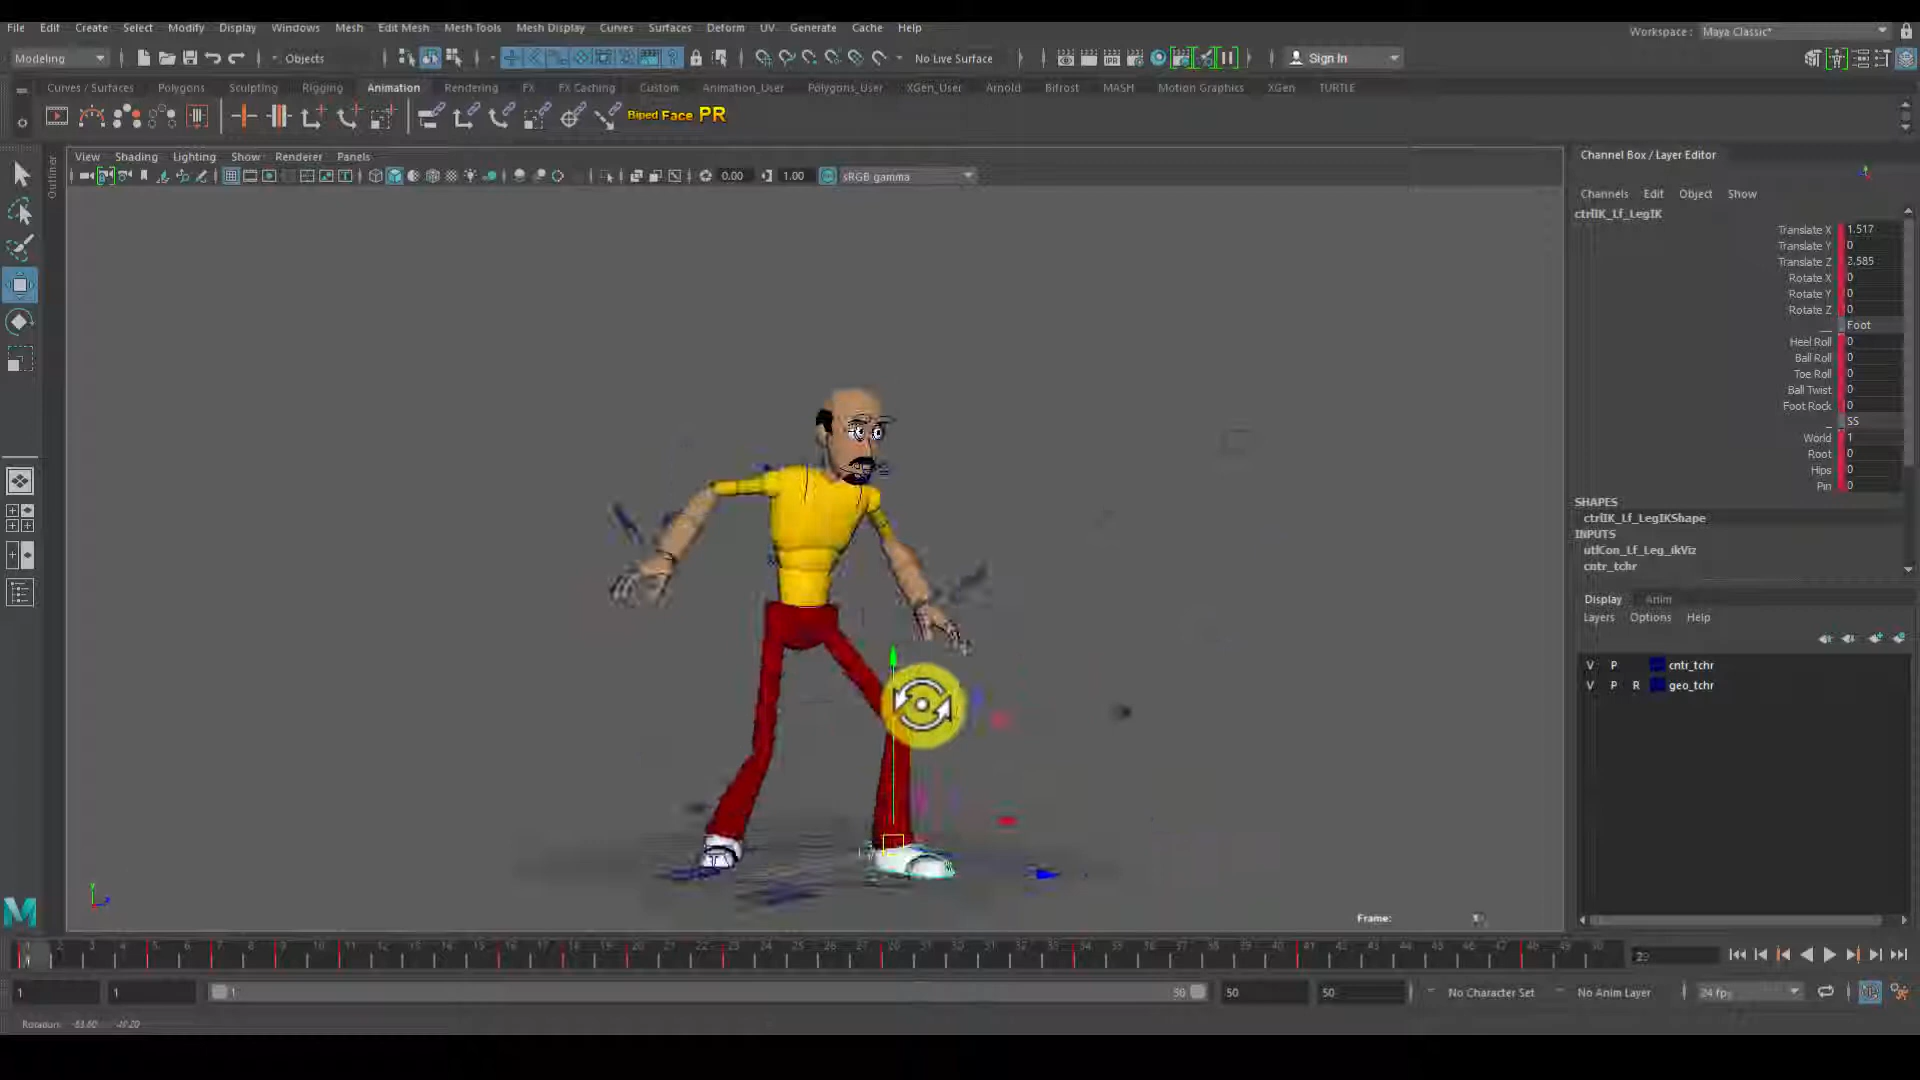 File Edit Create Select Modify Display Windows Mesh Edit Mesh Mesh Tools Mesh Display Curves Surfaces Deform UV Generate Cache Help
Workspace : Maya Classic*
Modeling Objects No Live Surface Sign In
Curves / Surfaces Polygons Sculpting Rigging Animation Rendering FX FX Caching Custom Animation_User Polygons_User XGen_User Arnold Bifrost MASH Motion Graphics XGen TURTLE
IPR
Biped Face PR
Outliner
View Shading Lighting Show Renderer Panels
0.00 1.00 sRGB gamma
Channel Box / Layer Editor
Channels Edit Object Show
ctrlIK_Lf_LegIK
Translate X 1.517
Translate Y 0
Translate Z 2.585
Rotate X 0
Rotate Y 0
Rotate Z 0
__ Foot
Heel Roll 0
Ball Roll 0
Toe Roll 0
Ball Twist 0
Foot Rock 0
_ SS
World 1
Root 0
Hips 0
Pin 0
SHAPES
ctrlIK_Lf_LegIKShape
INPUTS
utlCon_Lf_Leg_ikViz
cntr_tchr
Display Anim
Layers Options Help
V P cntr_tchr
V P R geo_tchr
Frame:
1 1 1 50 50 50 No Character Set No Anim Layer 24 fps